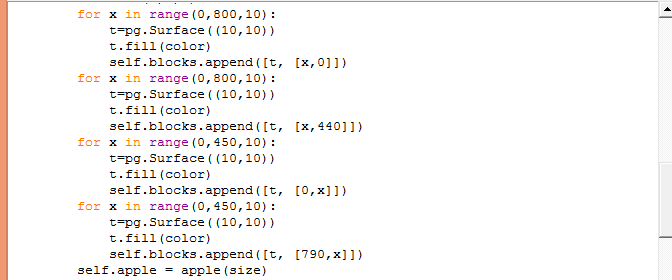 for x in range(0,800,10):
t=pg.Surface((10,10))
t.fill(color)
self.blocks.append([t, [x,0]])
for x in range(0,800,10):
t=pg.Surface((10,10))
t.fill(color)
self.blocks.append([t, [x,440]])
for x in range(0,450,10):
t=pg.Surface((10,10))
t.fill(color)
self.blocks.append([t, [0,x]])
for x in range(0,450,10):
t=pg.Surface((10,10))
t.fill(color)
self.blocks.append([t, [790,x]])
self.apple = apple(size)